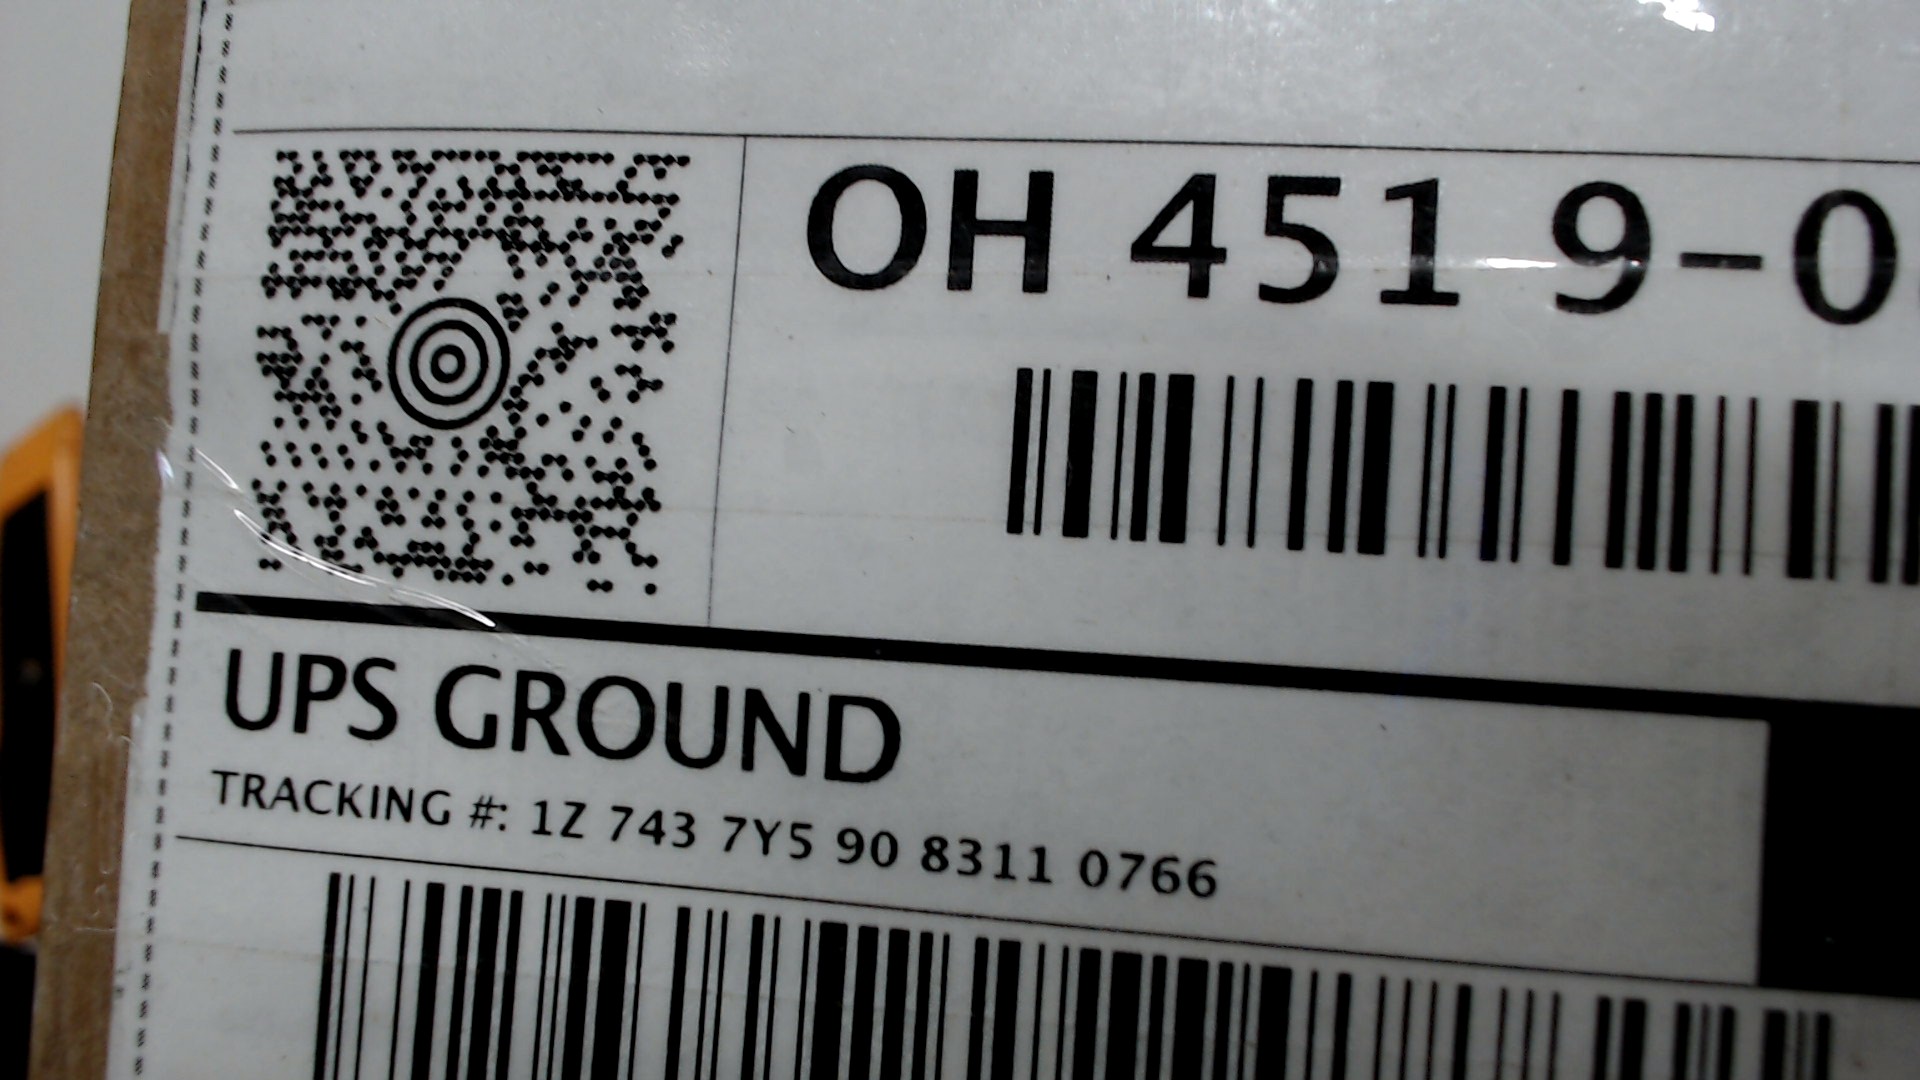 OH 451 9-0
UPS GROUND
TRACKING #: 1Z 743 7Y5 90 8311 0766